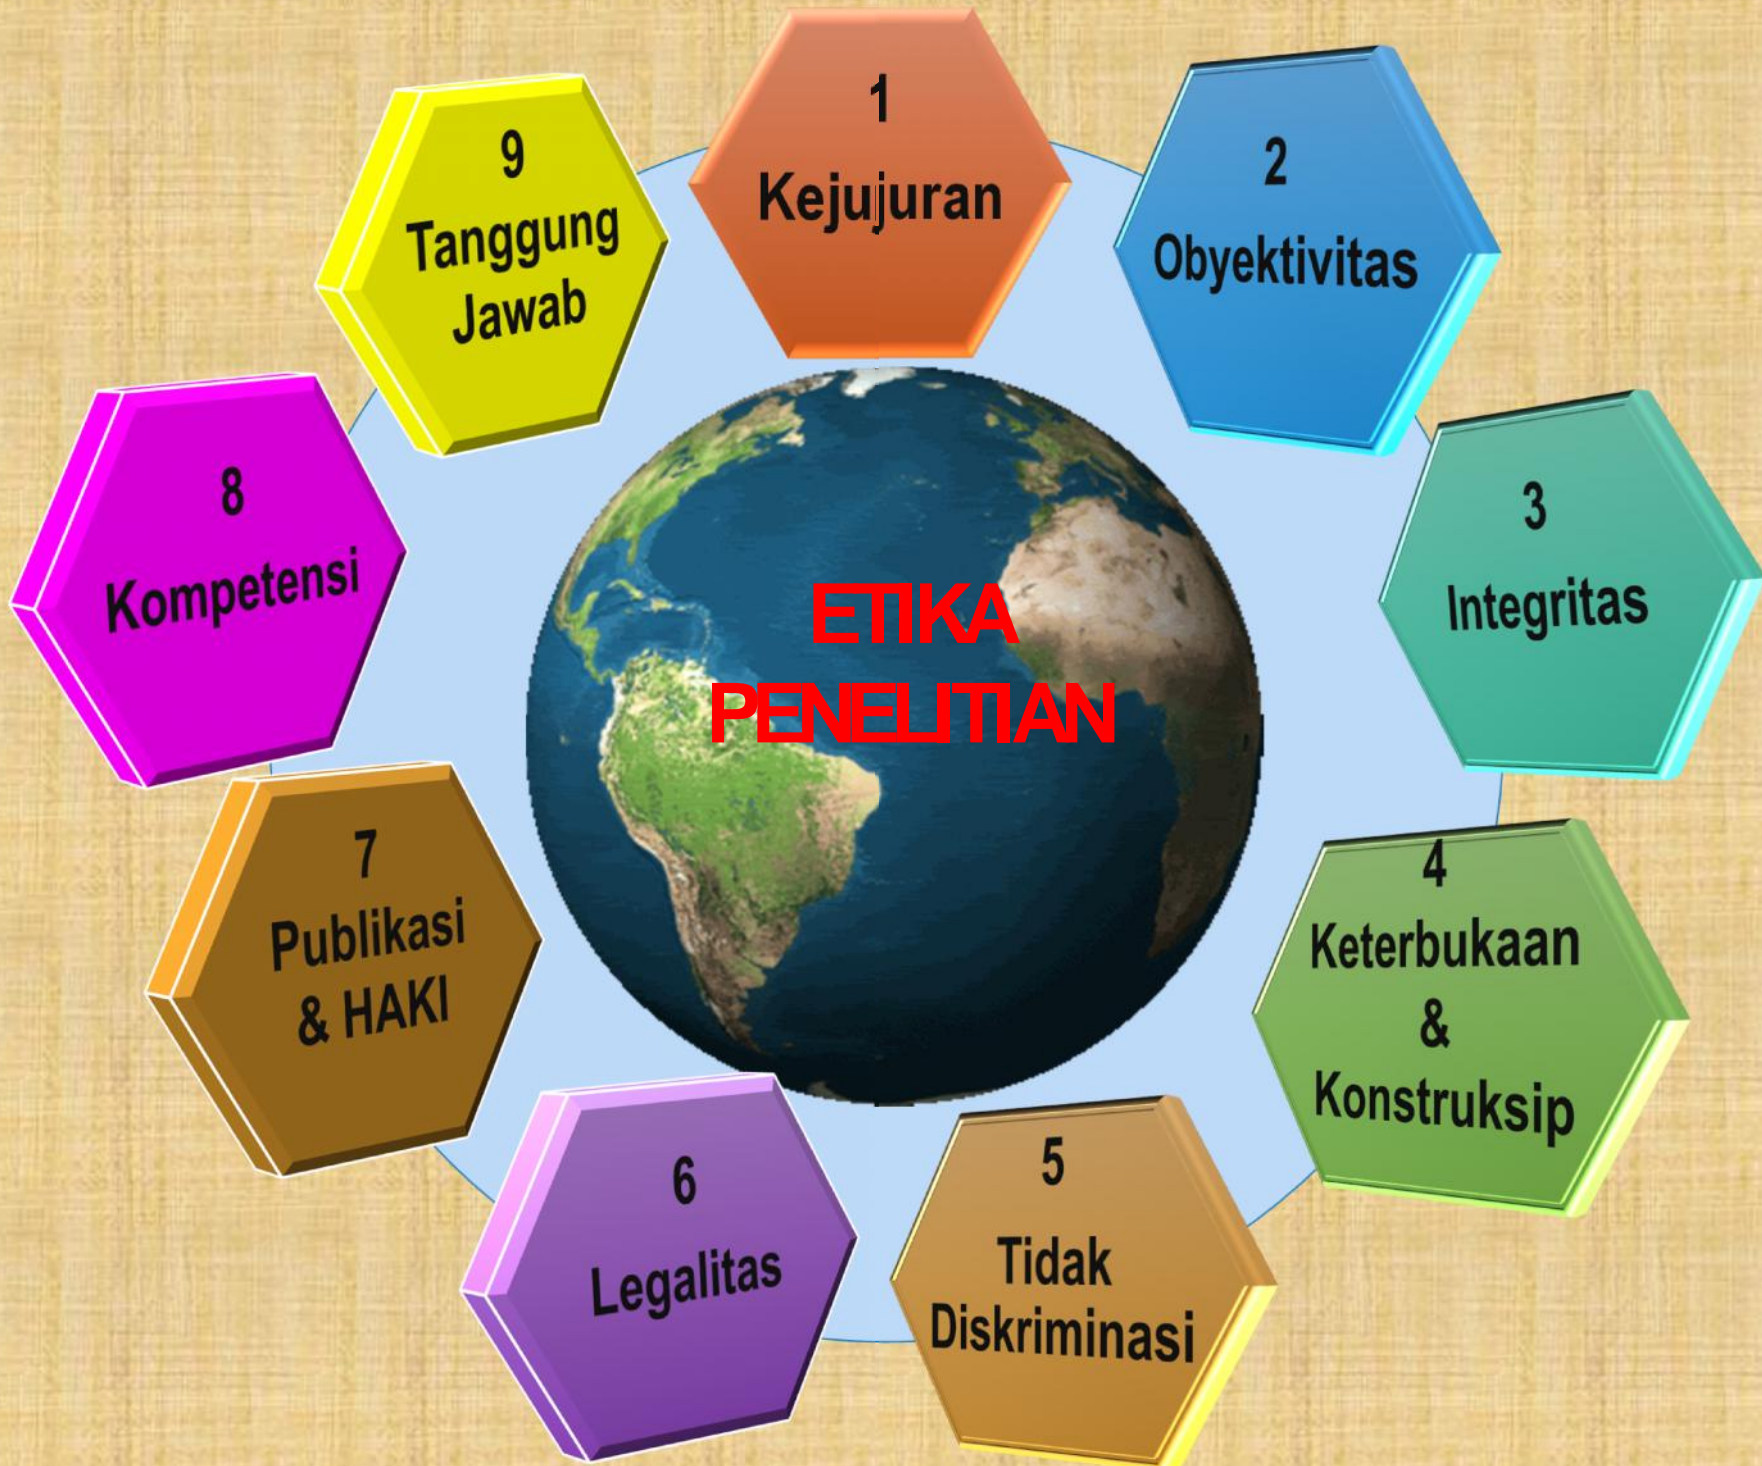 1
Kejujuran
2
Obyektivitas
3
Integritas
4
Keterbukaan
&
Konstruksip
5
Tidak
Diskriminasi
6
Legalitas
7
Publikasi
& HAKI
8
Kompetensi
9
Tanggung
Jawab
ETIKA
PENELITIAN